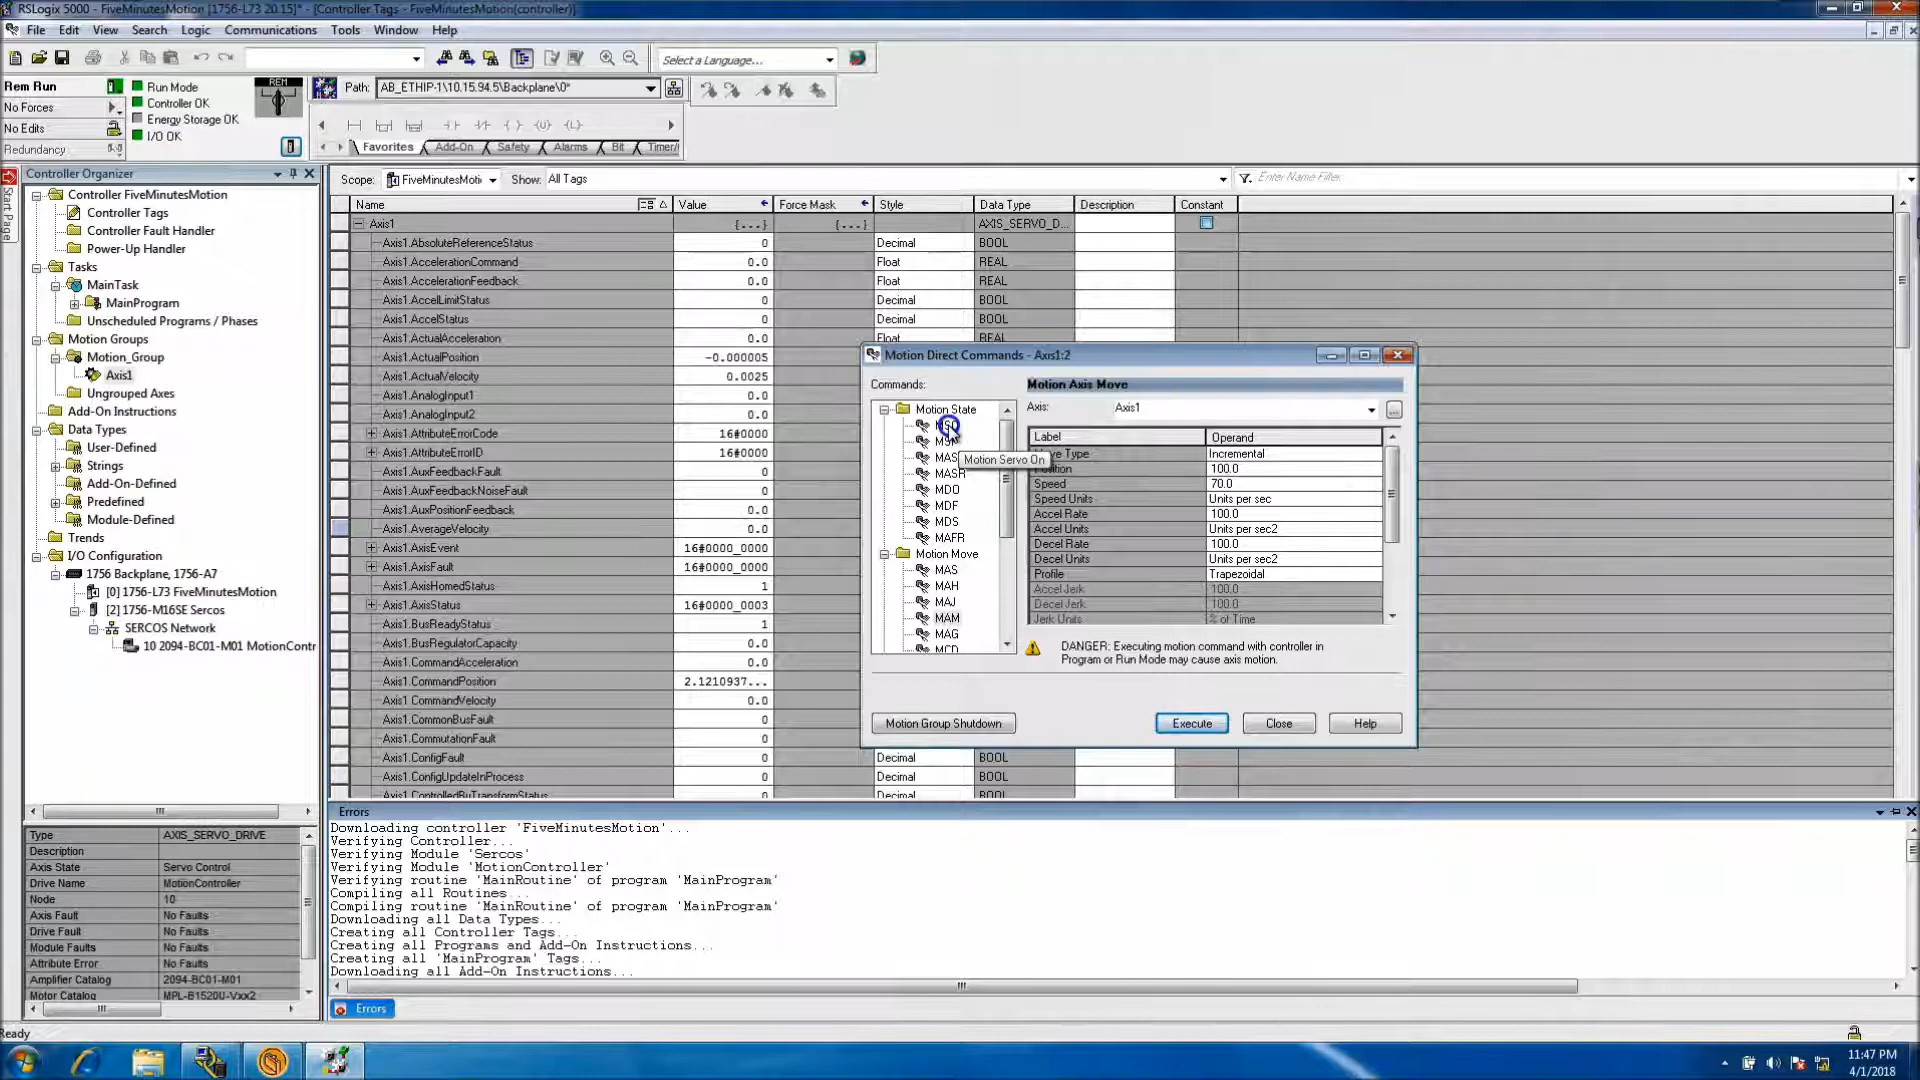 RSLogix 5000 - FiveMinutesMotion [1756-L73 20.15]* - [Controller Tags - FiveMinutesMotion(controller)]
File Edit View Search Logic Communications Tools Window Help
Select a Language...
Rem Run
Run Mode
REM
Path: AB_ETHIP-1\10.15.94.5\Backplane\0*
No Forces
Controller OK
No Edits
Energy Storage OK
I/O OK
Redundancy
Favorites Add-On Safety Alarms Bit Timer/
Start Page
Controller Organizer
Controller FiveMinutesMotion
Controller Tags
Controller Fault Handler
Power-Up Handler
Tasks
MainTask
MainProgram
Unscheduled Programs / Phases
Motion Groups
Motion_Group
Axis1
Ungrouped Axes
Add-On Instructions
Data Types
User-Defined
Strings
Add-On-Defined
Predefined
Module-Defined
Trends
I/O Configuration
1756 Backplane, 1756-A7
[0] 1756-L73 FiveMinutesMotion
[2] 1756-M16SE Sercos
SERCOS Network
10 2094-BC01-M01 MotionContr
Type AXIS_SERVO_DRIVE
Description
Axis State Servo Control
Drive Name MotionController
Node 10
Axis Fault No Faults
Drive Fault No Faults
Module Faults No Faults
Attribute Error No Faults
Amplifier Catalog 2094-BC01-M01
Motor Catalog MPL-B1520U-Vxx2
Scope: FiveMinutesMoti Show: All Tags
Enter Name Filter...
Name Value Force Mask Style Data Type Description Constant
Axis1 {...} {...} AXIS_SERVO_D...
Axis1.AbsoluteReferenceStatus 0 Decimal BOOL
Axis1.AccelerationCommand 0.0 Float REAL
Axis1.AccelerationFeedback 0.0 Float REAL
Axis1.AccelLimitStatus 0 Decimal BOOL
Axis1.AccelStatus 0 Decimal BOOL
Axis1.ActualAcceleration 0.0 Float REAL
Axis1.ActualPosition -0.000005
Axis1.ActualVelocity 0.0025
Axis1.AnalogInput1 0.0
Axis1.AnalogInput2 0.0
Axis1.AttributeErrorCode 16#0000
Axis1.AttributeErrorID 16#0000
Axis1.AuxFeedbackFault 0
Axis1.AuxFeedbackNoiseFault 0
Axis1.AuxPositionFeedback 0.0
Axis1.AverageVelocity 0.0
Axis1.AxisEvent 16#0000_0000
Axis1.AxisFault 16#0000_0000
Axis1.AxisHomedStatus 1
Axis1.AxisStatus 16#0000_0003
Axis1.BusReadyStatus 1
Axis1.BusRegulatorCapacity 0.0
Axis1.CommandAcceleration 0.0
Axis1.CommandPosition 2.1210937...
Axis1.CommandVelocity 0.0
Axis1.CommonBusFault 0
Axis1.CommutationFault 0
Axis1.ConfigFault 0 Decimal BOOL
Axis1.ConfigUpdateInProcess 0 Decimal BOOL
Axis1.ControlledByTransformStatus 0 Decimal BOOL
Motion Direct Commands - Axis1:2
Commands:
Motion State
MSO
MSF
MAS
MASR
MDO
MDF
MDS
MAFR
Motion Move
MAS
MAH
MAJ
MAM
MAG
MCD
Motion Servo On
Motion Axis Move
Axis: Axis1 ...
Label Operand
Move Type Incremental
Position 100.0
Speed 70.0
Speed Units Units per sec
Accel Rate 100.0
Accel Units Units per sec2
Decel Rate 100.0
Decel Units Units per sec2
Profile Trapezoidal
Accel Jerk 100.0
Decel Jerk 100.0
Jerk Units % of Time
DANGER: Executing motion command with controller in
Program or Run Mode may cause axis motion.
Motion Group Shutdown Execute Close Help
Errors
Downloading controller 'FiveMinutesMotion'...
Verifying Controller...
Verifying Module 'Sercos'
Verifying Module 'MotionController'
Verifying routine 'MainRoutine' of program 'MainProgram'
Compiling all Routines...
Compiling routine 'MainRoutine' of program 'MainProgram'
Downloading all Data Types...
Creating all Controller Tags...
Creating all Programs and Add-On Instructions...
Creating all 'MainProgram' Tags...
Downloading all Add-On Instructions...
Errors
Ready
11:47 PM
4/1/2018